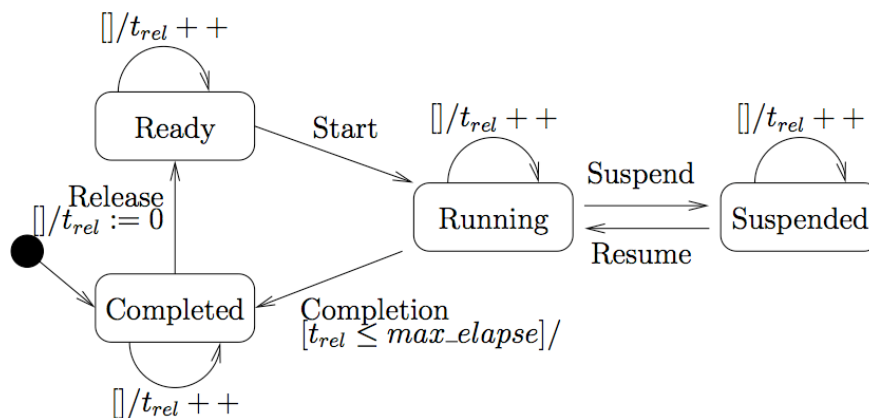 []/t_rel + +
Ready
Start
[]/t_rel + +
[]/t_rel + +
Release
[]/t_rel := 0
Suspend
Running
Suspended
Resume
Completed
Completion
[t_rel ≤ max_elapse]/
[]/t_rel + +